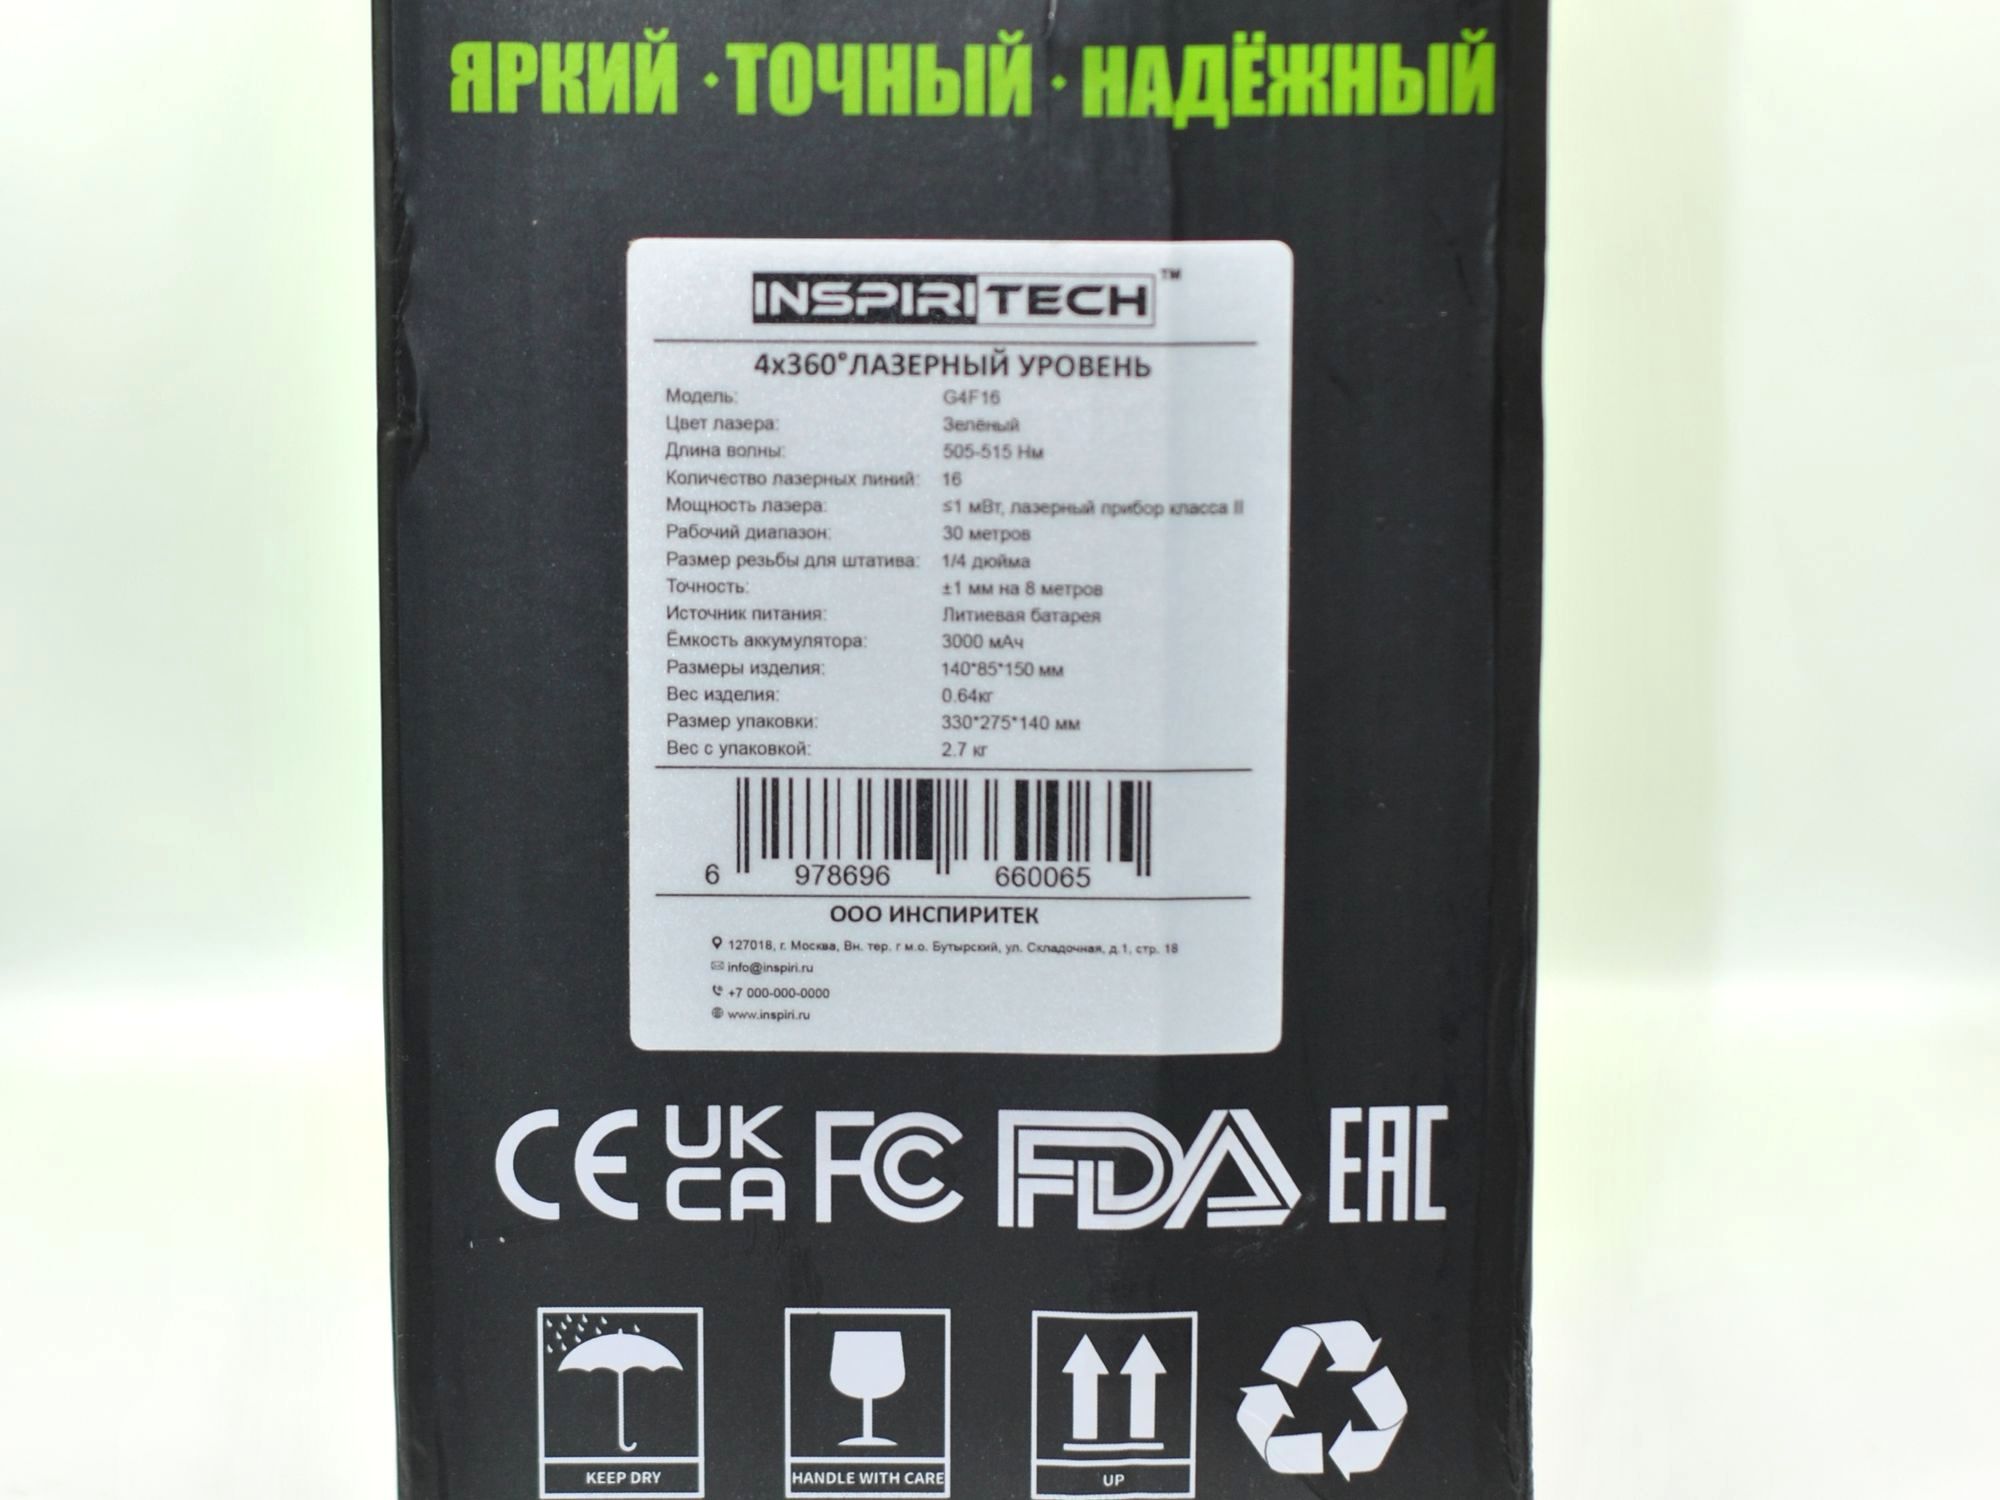 ЯРКИЙ · ТОЧНЫЙ · НАДЁЖНЫЙ
INSPIRITECH™
4x360°ЛАЗЕРНЫЙ УРОВЕНЬ
Модель: G4F16
Цвет лазера: Зелёный
Длина волны: 505-515 Нм
Количество лазерных линий: 16
Мощность лазера: ≤1 мВт, лазерный прибор класса II
Рабочий диапазон: 30 метров
Размер резьбы для штатива: 1/4 дюйма
Точность: ±1 мм на 8 метров
Источник питания: Литиевая батарея
Ёмкость аккумулятора: 3000 мАч
Размеры изделия: 140*85*150 мм
Вес изделия: 0.64кг
Размер упаковки: 330*275*140 мм
Вес с упаковкой: 2.7 кг
6 978696 660065
ООО ИНСПИРИТЕК
127018, г. Москва, Вн. тер. г м.о. Бутырский, ул. Складочная, д.1, стр. 18
info@inspiri.ru
+7 000-000-0000
www.inspiri.ru
CE UK CA FC FDA EAC
KEEP DRY HANDLE WITH CARE UP